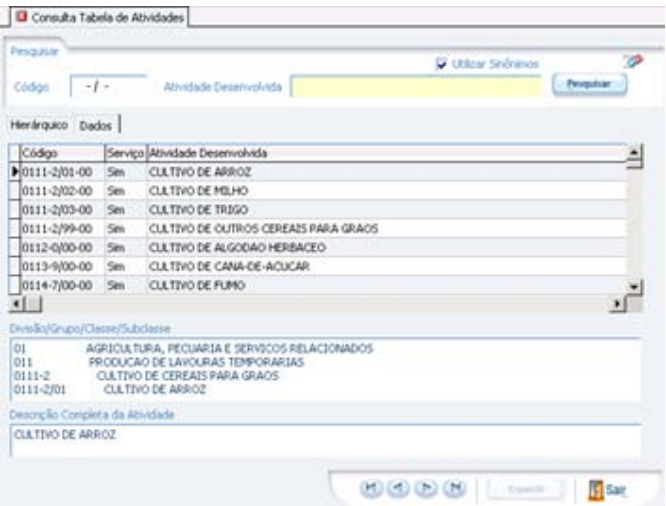 Consulta Tabela de Atividades
Pesquisar
Utilizar Sinônimos
Código - / - Atividade Desenvolvida Pesquisar
Hierárquico Dados
Código Serviço Atividade Desenvolvida
0111-2/01-00 Sim CULTIVO DE ARROZ
0111-2/02-00 Sim CULTIVO DE MILHO
0111-2/03-00 Sim CULTIVO DE TRIGO
0111-2/99-00 Sim CULTIVO DE OUTROS CEREAIS PARA GRAOS
0112-0/00-00 Sim CULTIVO DE ALGODAO HERBACEO
0113-9/00-00 Sim CULTIVO DE CANA-DE-ACUCAR
0114-7/00-00 Sim CULTIVO DE FUMO
Divisão/Grupo/Classe/Subclasse
01 AGRICULTURA, PECUARIA E SERVICOS RELACIONADOS
011 PRODUCAO DE LAVOURAS TEMPORARIAS
0111-2 CULTIVO DE CEREAIS PARA GRAOS
0111-2/01 CULTIVO DE ARROZ
Descrição Completa da Atividade
CULTIVO DE ARROZ
Sair